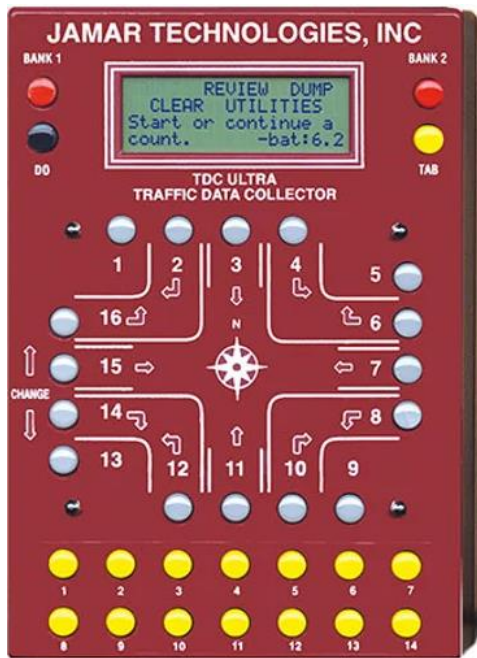 JAMAR TECHNOLOGIES, INC
BANK 1
BANK 2
REVIEW DUMP
CLEAR UTILITIES
Start or continue a
count. -bat:6.2
DO
TAB
TDC ULTRA
TRAFFIC DATA COLLECTOR
1 2 3 4
5
16 6
N
15 7
CHANGE
14 8
13 12 11 10 9
1 2 3 4 5 6 7
8 9 10 11 12 13 14